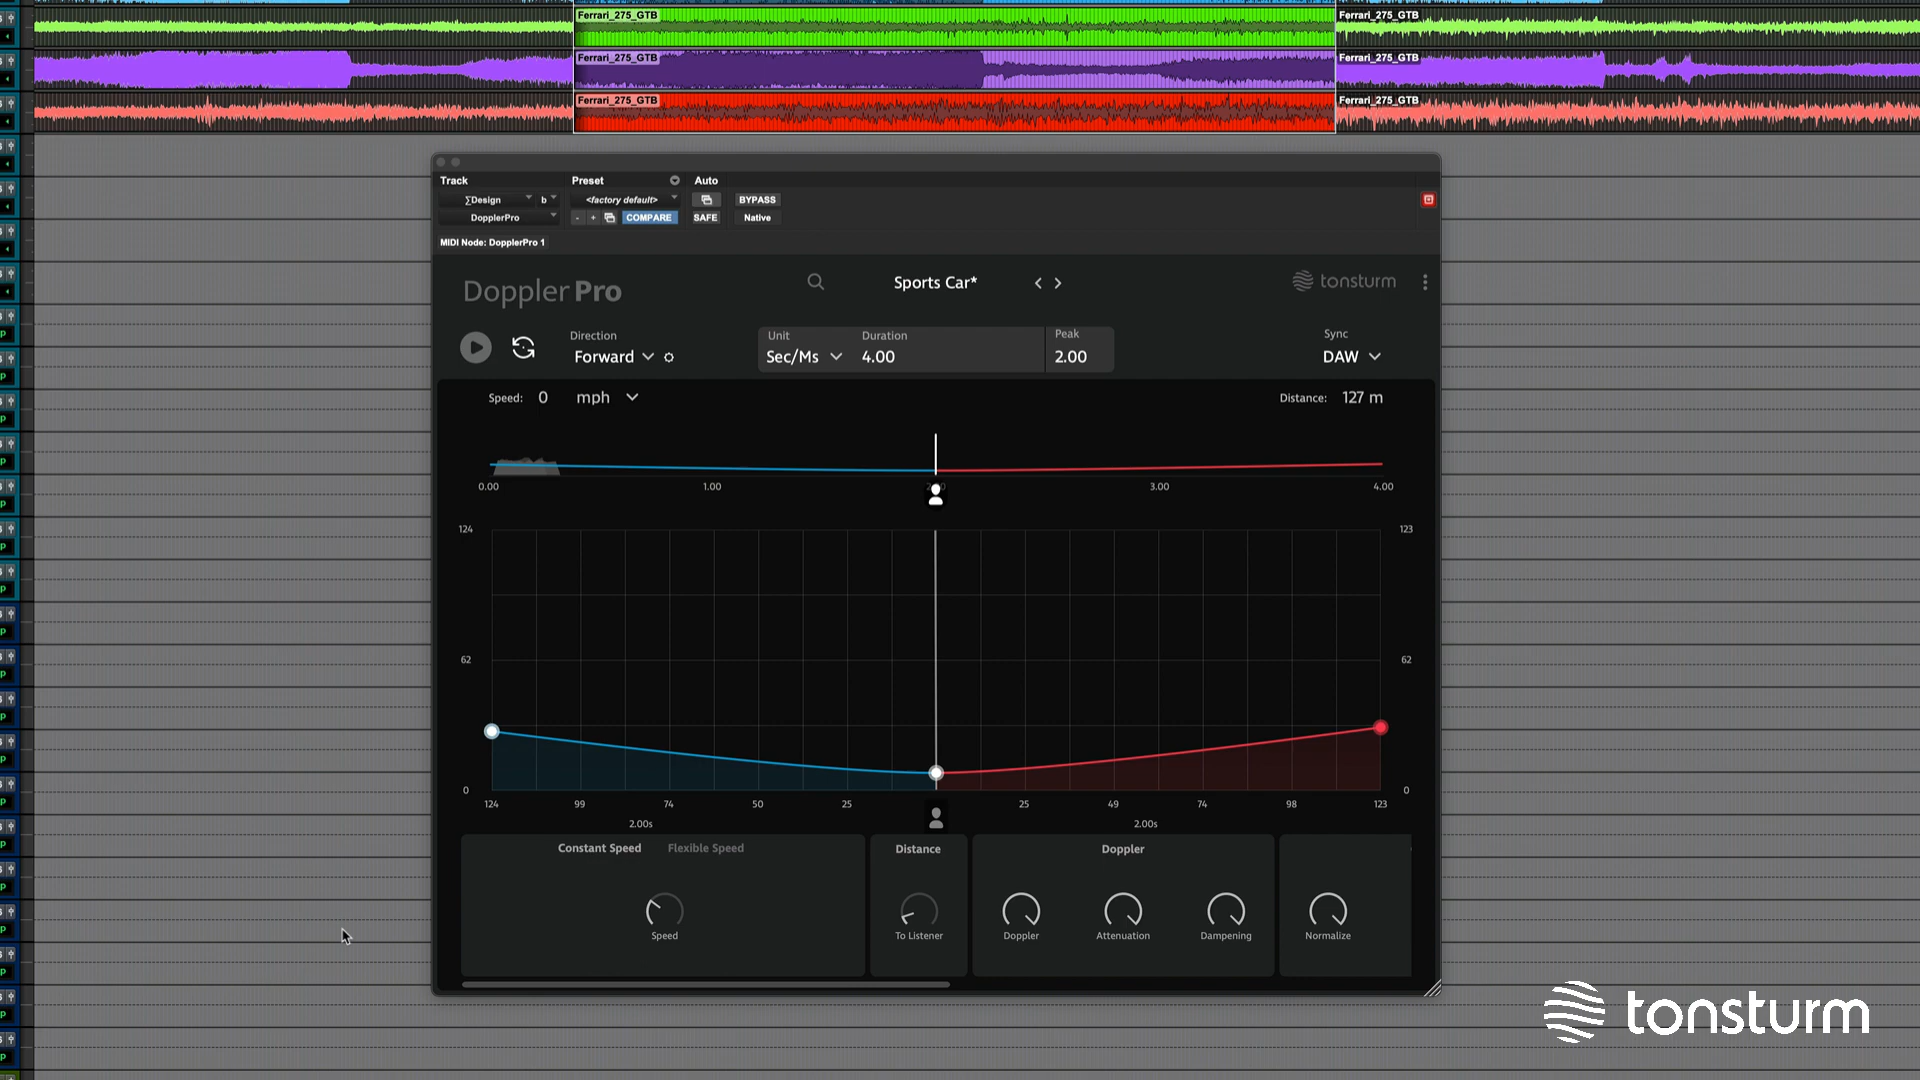 Ferrari_275_GTB
Ferrari_275_GTB
Ferrari_275_GTB
Ferrari_275_GTB
Ferrari_275_GTB
Ferrari_275_GTB
Track
Preset
Auto
∑Design
b
<factory default>
BYPASS
DopplerPro
- +
COMPARE
SAFE
Native
MIDI Node: DopplerPro 1
DopplerPro
Sports Car*
tonsturm
Direction
Forward
Unit
Sec/Ms
Duration
4.00
Peak
2.00
Sync
DAW
Speed: 0 mph
Distance: 127 m
0.00 1.00 3.00 4.00
124
123
62
62
0
0
124 99 74 50 25 25 49 74 98 123
2.00s
2.00s
Constant Speed
Flexible Speed
Distance
Doppler
Speed
To Listener
Doppler
Attenuation
Dampening
Normalize
tonsturm